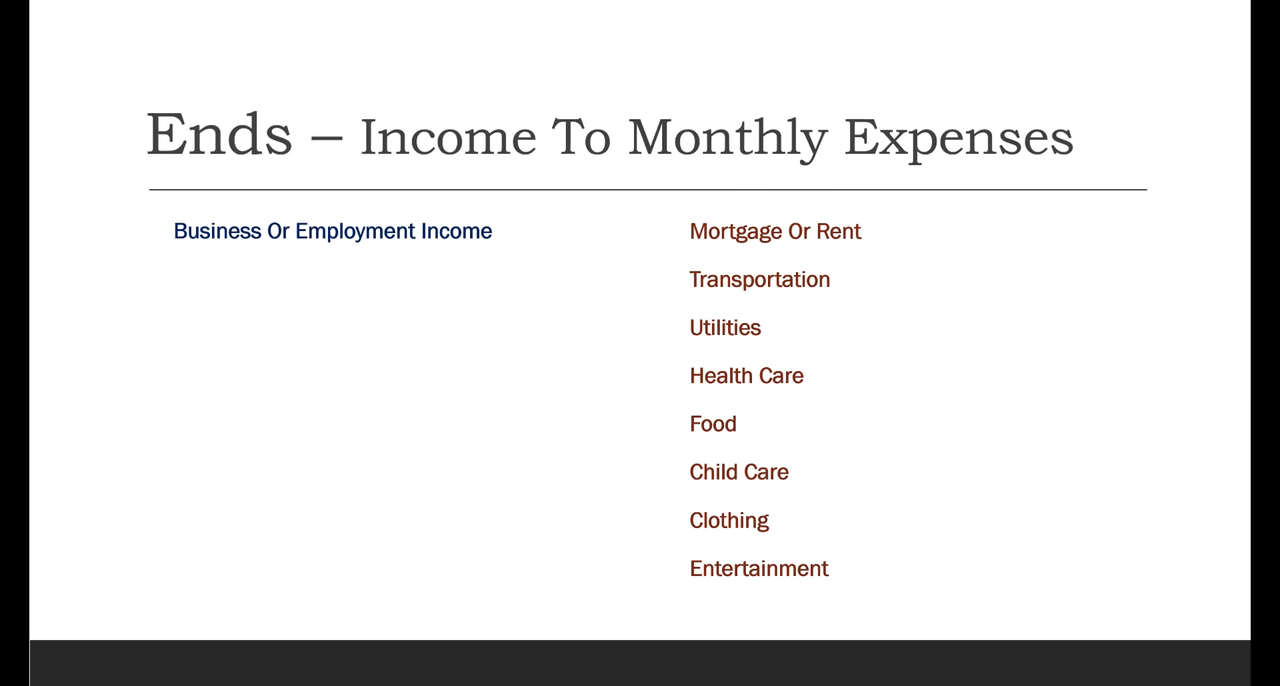 Ends – Income To Monthly Expenses
Business Or Employment Income
Mortgage Or Rent
Transportation
Utilities
Health Care
Food
Child Care
Clothing
Entertainment